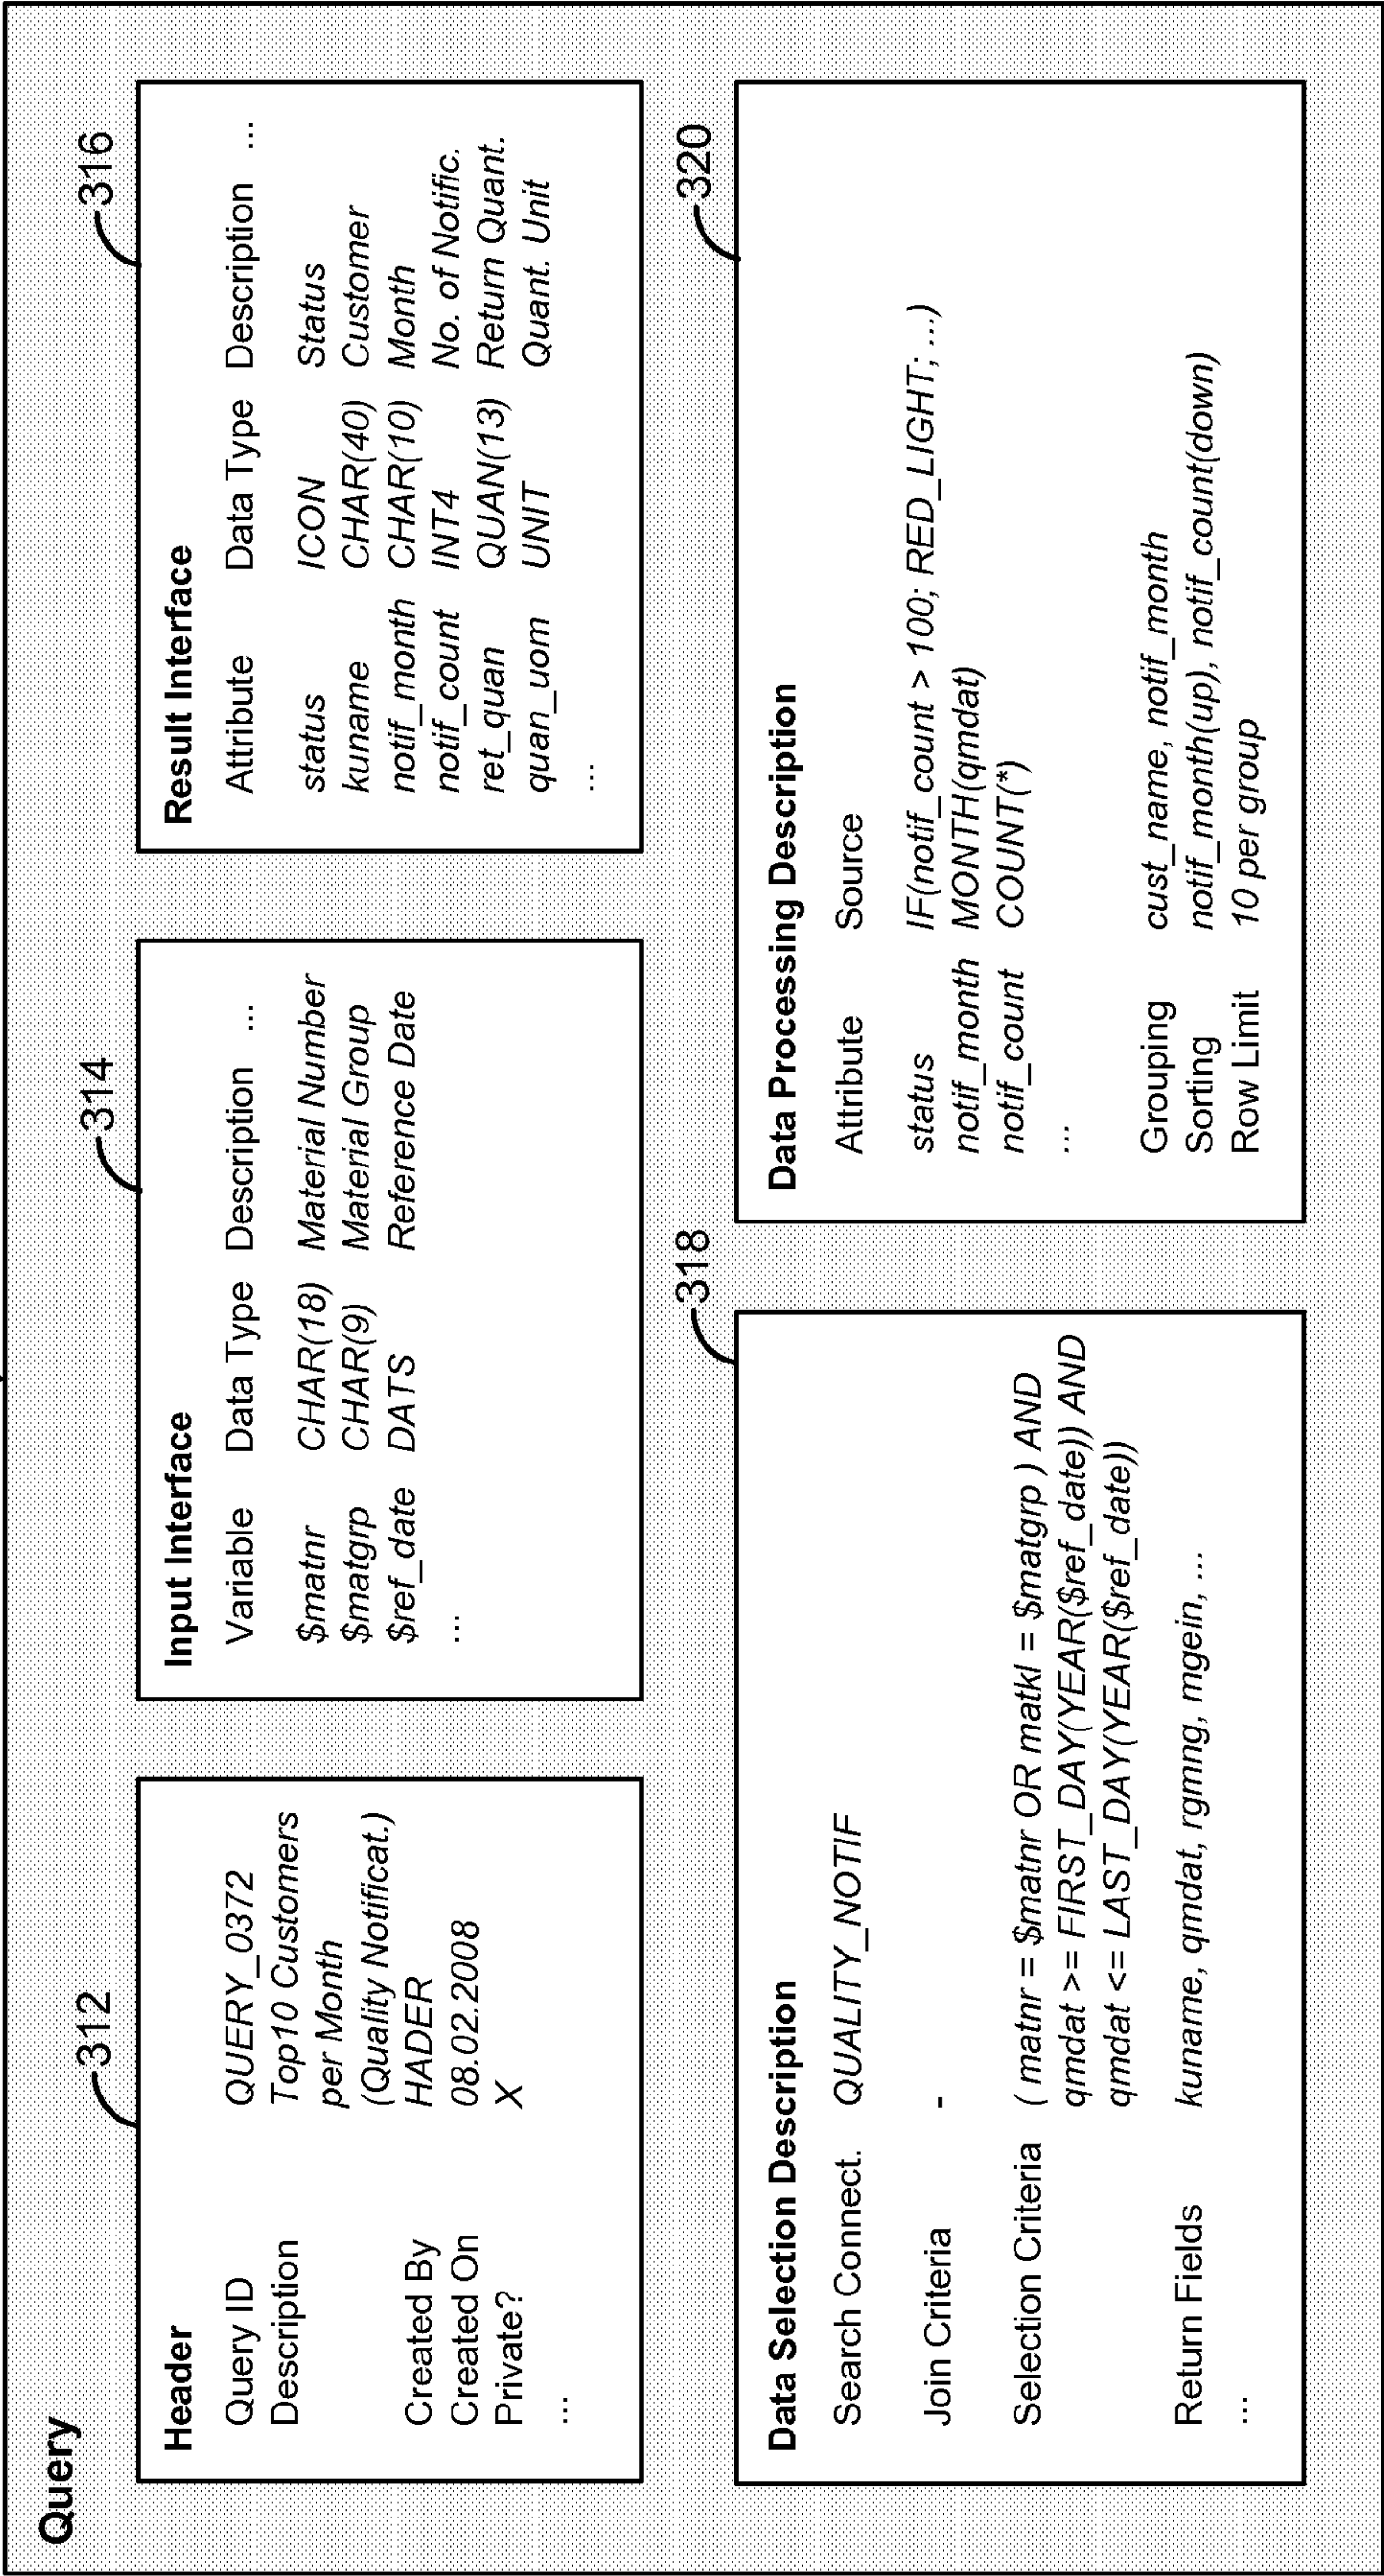 Query
312
Header
Query ID QUERY_0372
Description Top10 Customers
per Month
(Quality Notificat.)
Created By HADER
Created On 08.02.2008
Private? X
...
314
Input Interface
Variable Data Type Description ...
$matnr CHAR(18) Material Number
$matgrp CHAR(9) Material Group
$ref_date DATS Reference Date
...
316
Result Interface
Attribute Data Type Description ...
status ICON Status
kuname CHAR(40) Customer
notif_month CHAR(10) Month
notif_count INT4 No. of Notific.
ret_quan QUAN(13) Return Quant.
quan_uom UNIT Quant. Unit
...
318
Data Selection Description
Search Connect. QUALITY_NOTIF
Join Criteria -
Selection Criteria ( matnr = $matnr OR matkl = $matgrp ) AND
qmdat >= FIRST_DAY(YEAR($ref_date)) AND
qmdat <= LAST_DAY(YEAR($ref_date))
Return Fields kuname, qmdat, rgmng, mgein, ...
...
320
Data Processing Description
Attribute Source
status IF(notif_count > 100; RED_LIGHT; ...)
notif_month MONTH(qmdat)
notif_count COUNT(*)
...
Grouping cust_name, notif_month
Sorting notif_month(up), notif_count(down)
Row Limit 10 per group